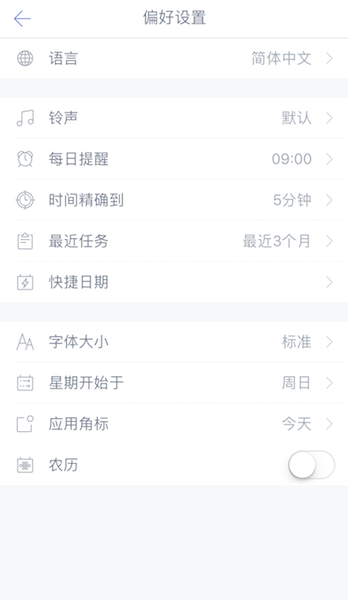 偏好设置
语言 简体中文
铃声 默认
每日提醒 09:00
时间精确到 5分钟
最近任务 最近3个月
快捷日期
字体大小 标准
星期开始于 周日
应用角标 今天
农历